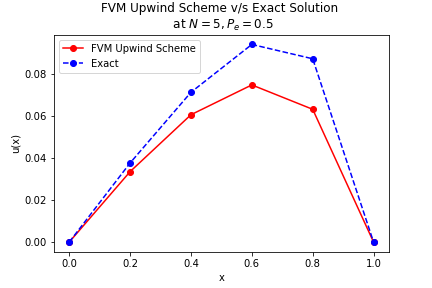 FVM Upwind Scheme v/s Exact Solution
at N = 5, Pe = 0.5
FVM Upwind Scheme
Exact
0.08
0.06
0.04
0.02
0.00
u(x)
0.0 0.2 0.4 0.6 0.8 1.0
x